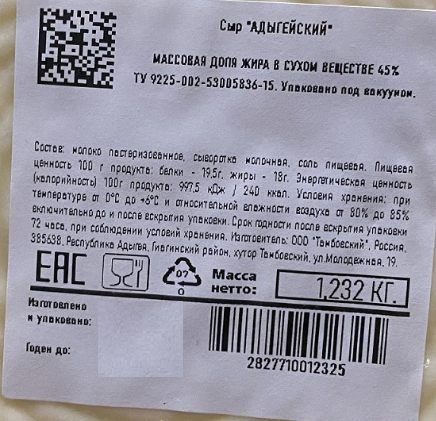 Сыр "АДЫГЕЙСКИЙ"
МАССОВАЯ ДОЛЯ ЖИРА В СУХОМ ВЕЩЕСТВЕ 45%
ТУ 9225-002-53005836-15. Упаковано под вакуумом.
Состав: молоко пастеризованное, сыворотка молочная, соль пищевая. Пищевая
ценность 100 г продукта: белки - 19,5г, жиры - 18г. Энергетическая ценность
(калорийность) 100г продукта: 997,5 кДж / 240 ккал. Условия хранения: при
температуре от 0°С до +6°С и относительной влажности воздуха от 80% до 85%
включительно до и после вскрытия упаковки. Срок годности после вскрытия упаковки
72 часа, при соблюдении условий хранения. Изготовитель: ООО "Тамбовский", Россия,
385638, Республика Адыгея, Гиагинский район, хутор Тамбовский, ул.Молодежная, 19.
EAC
07
0
Масса
нетто:
1,232 КГ.
Изготовлено
и упаковано:
Годен до:
2827710012325